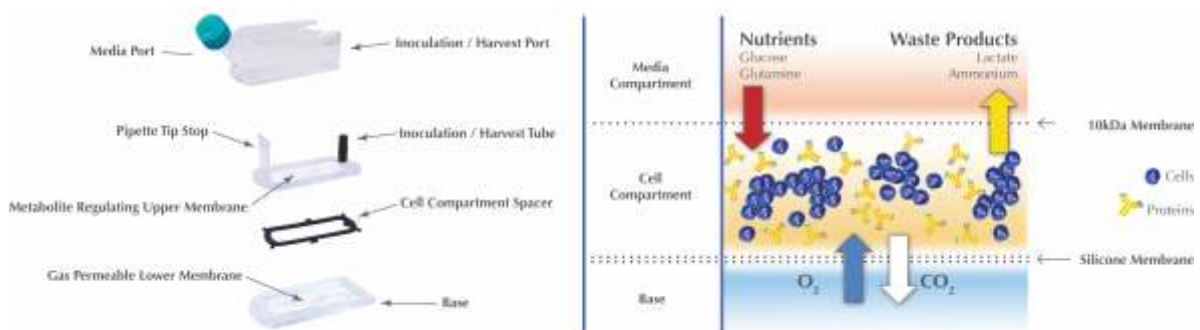 Media Port
Inoculation / Harvest Port
Pipette Tip Stop
Inoculation / Harvest Tube
Metabolite Regulating Upper Membrane
Cell Compartment Spacer
Gas Permeable Lower Membrane
Base
Media
Compartment
Cell
Compartment
Base
Nutrients
Glucose
Glutamine
Waste Products
Lactate
Ammonium
10kDa Membrane
Cells
Proteins
Silicone Membrane
O₂
CO₂